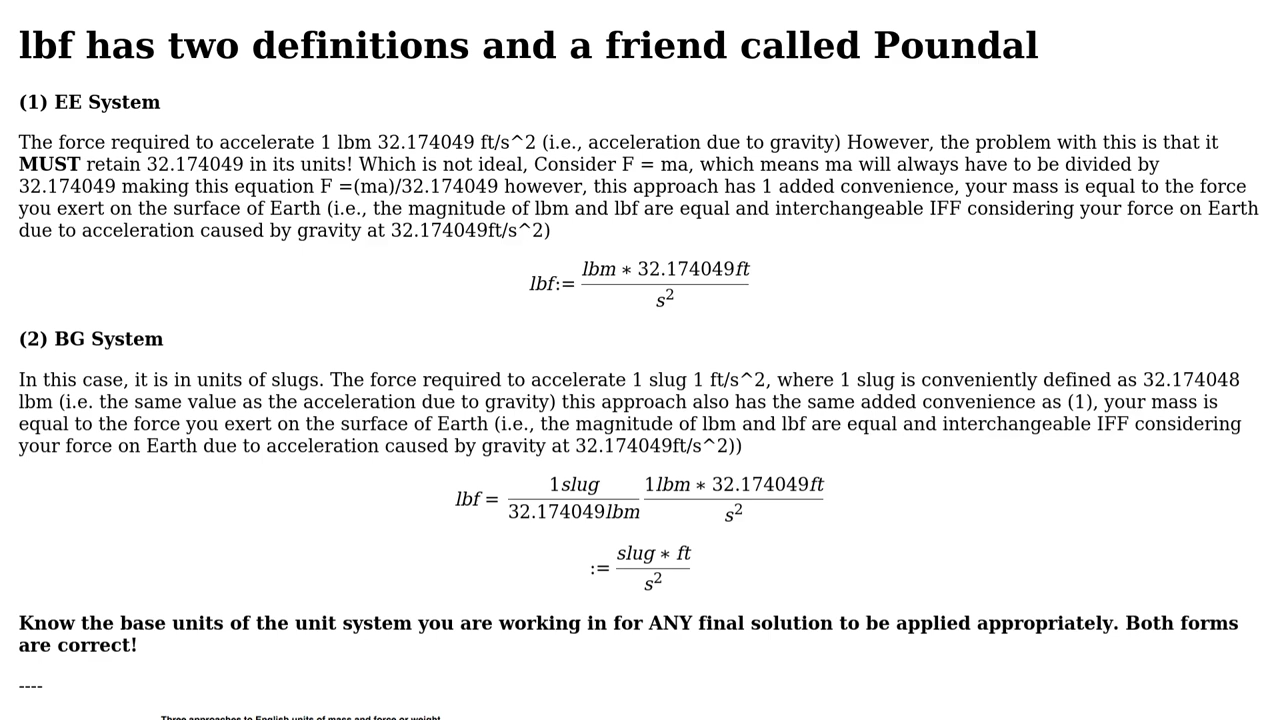 lbf has two definitions and a friend called Poundal
(1) EE System
The force required to accelerate 1 lbm 32.174049 ft/s^2 (i.e., acceleration due to gravity) However, the problem with this is that it
MUST retain 32.174049 in its units! Which is not ideal, Consider F = ma, which means ma will always have to be divided by
32.174049 making this equation F =(ma)/32.174049 however, this approach has 1 added convenience, your mass is equal to the force
you exert on the surface of Earth (i.e., the magnitude of lbm and lbf are equal and interchangeable IFF considering your force on Earth
due to acceleration caused by gravity at 32.174049ft/s^2)
lbf:= lbm * 32.174049ft / s^2
(2) BG System
In this case, it is in units of slugs. The force required to accelerate 1 slug 1 ft/s^2, where 1 slug is conveniently defined as 32.174048
lbm (i.e. the same value as the acceleration due to gravity) this approach also has the same added convenience as (1), your mass is
equal to the force you exert on the surface of Earth (i.e., the magnitude of lbm and lbf are equal and interchangeable IFF considering
your force on Earth due to acceleration caused by gravity at 32.174049ft/s^2))
lbf = 1slug / 32.174049lbm 1lbm * 32.174049ft / s^2
:= slug * ft / s^2
Know the base units of the unit system you are working in for ANY final solution to be applied appropriately. Both forms
are correct!
----
Three approaches to English units of mass and force or weight